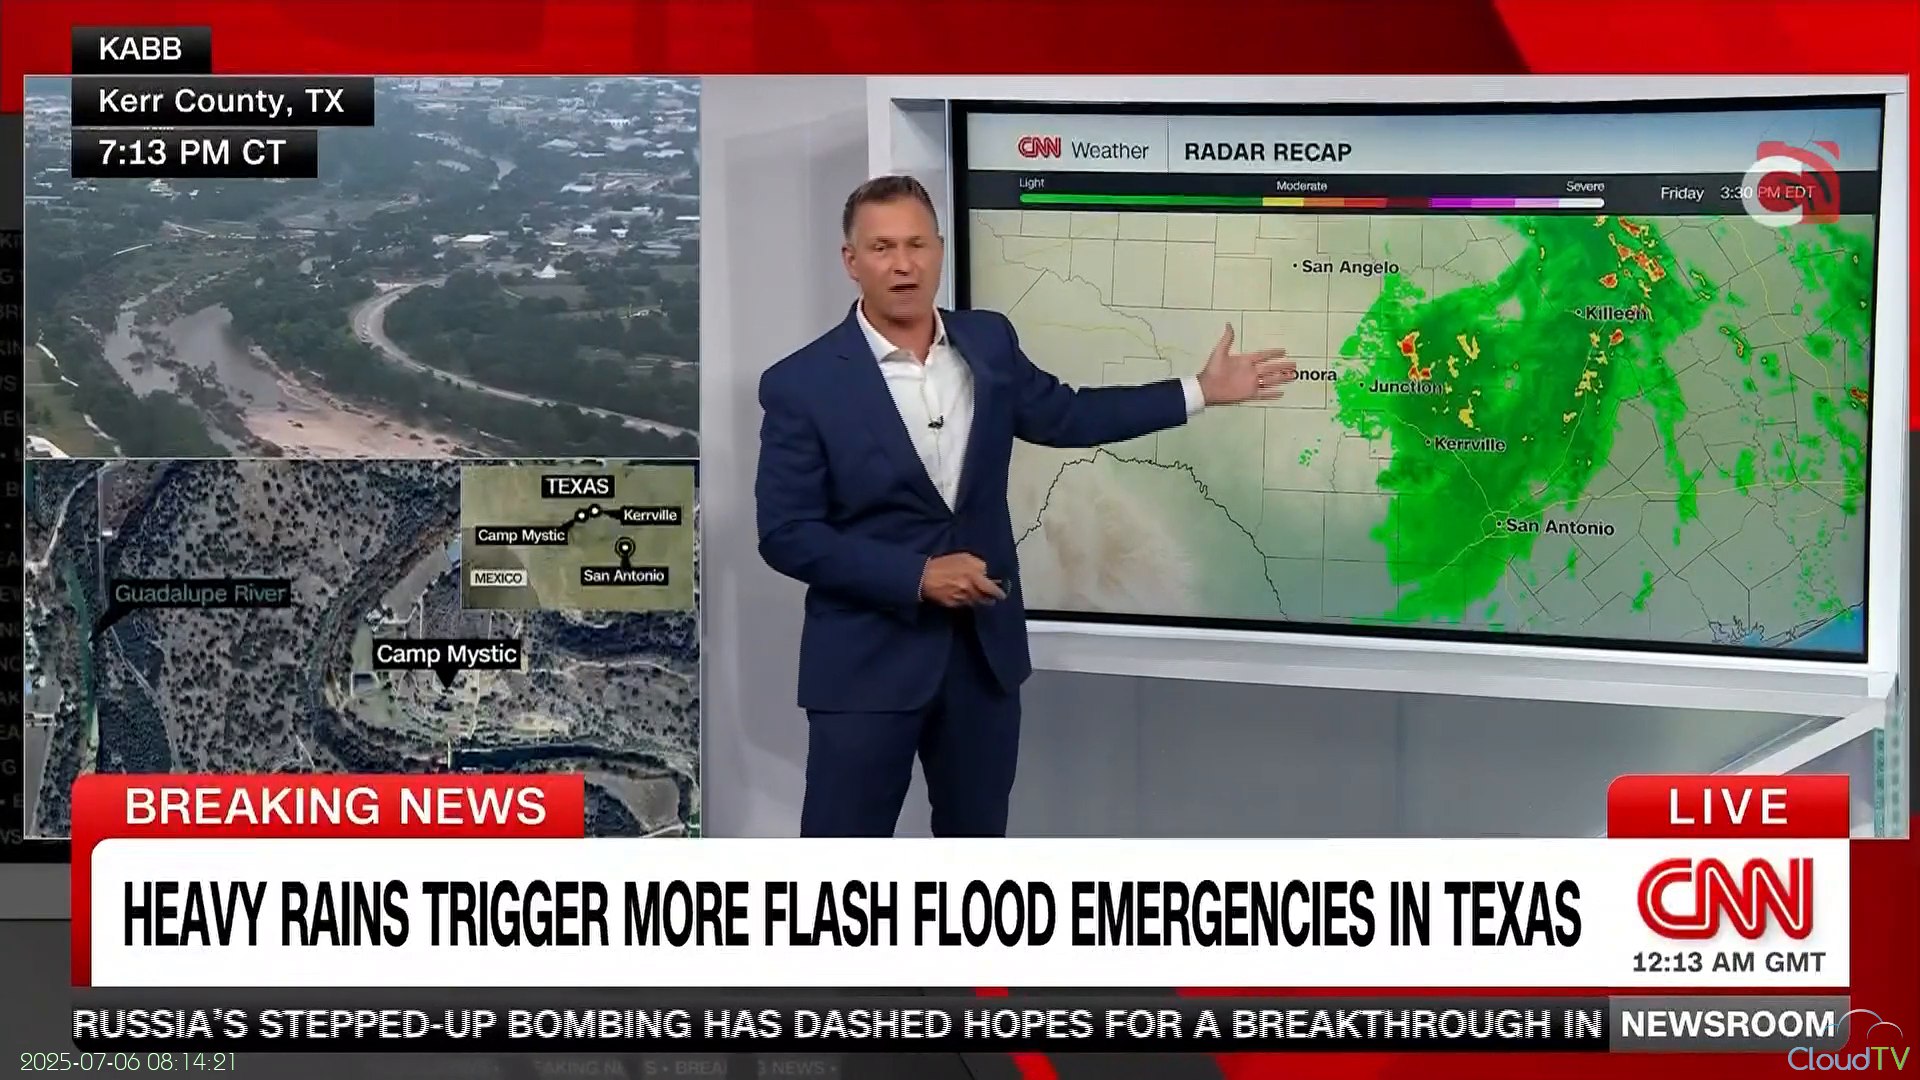 KABB
Kerr County, TX
7:13 PM CT
CNN Weather RADAR RECAP
Light Moderate Severe
Friday 3:30 PM EDT
San Angelo
Killeen
onora
Junction
Kerrville
San Antonio
TEXAS
Kerrville
Camp Mystic
San Antonio
MEXICO
Guadalupe River
Camp Mystic
BREAKING NEWS
LIVE
HEAVY RAINS TRIGGER MORE FLASH FLOOD EMERGENCIES IN TEXAS
CNN
12:13 AM GMT
RUSSIA'S STEPPED-UP BOMBING HAS DASHED HOPES FOR A BREAKTHROUGH IN
NEWSROOM
2025-07-06 08:14:21
CloudTV